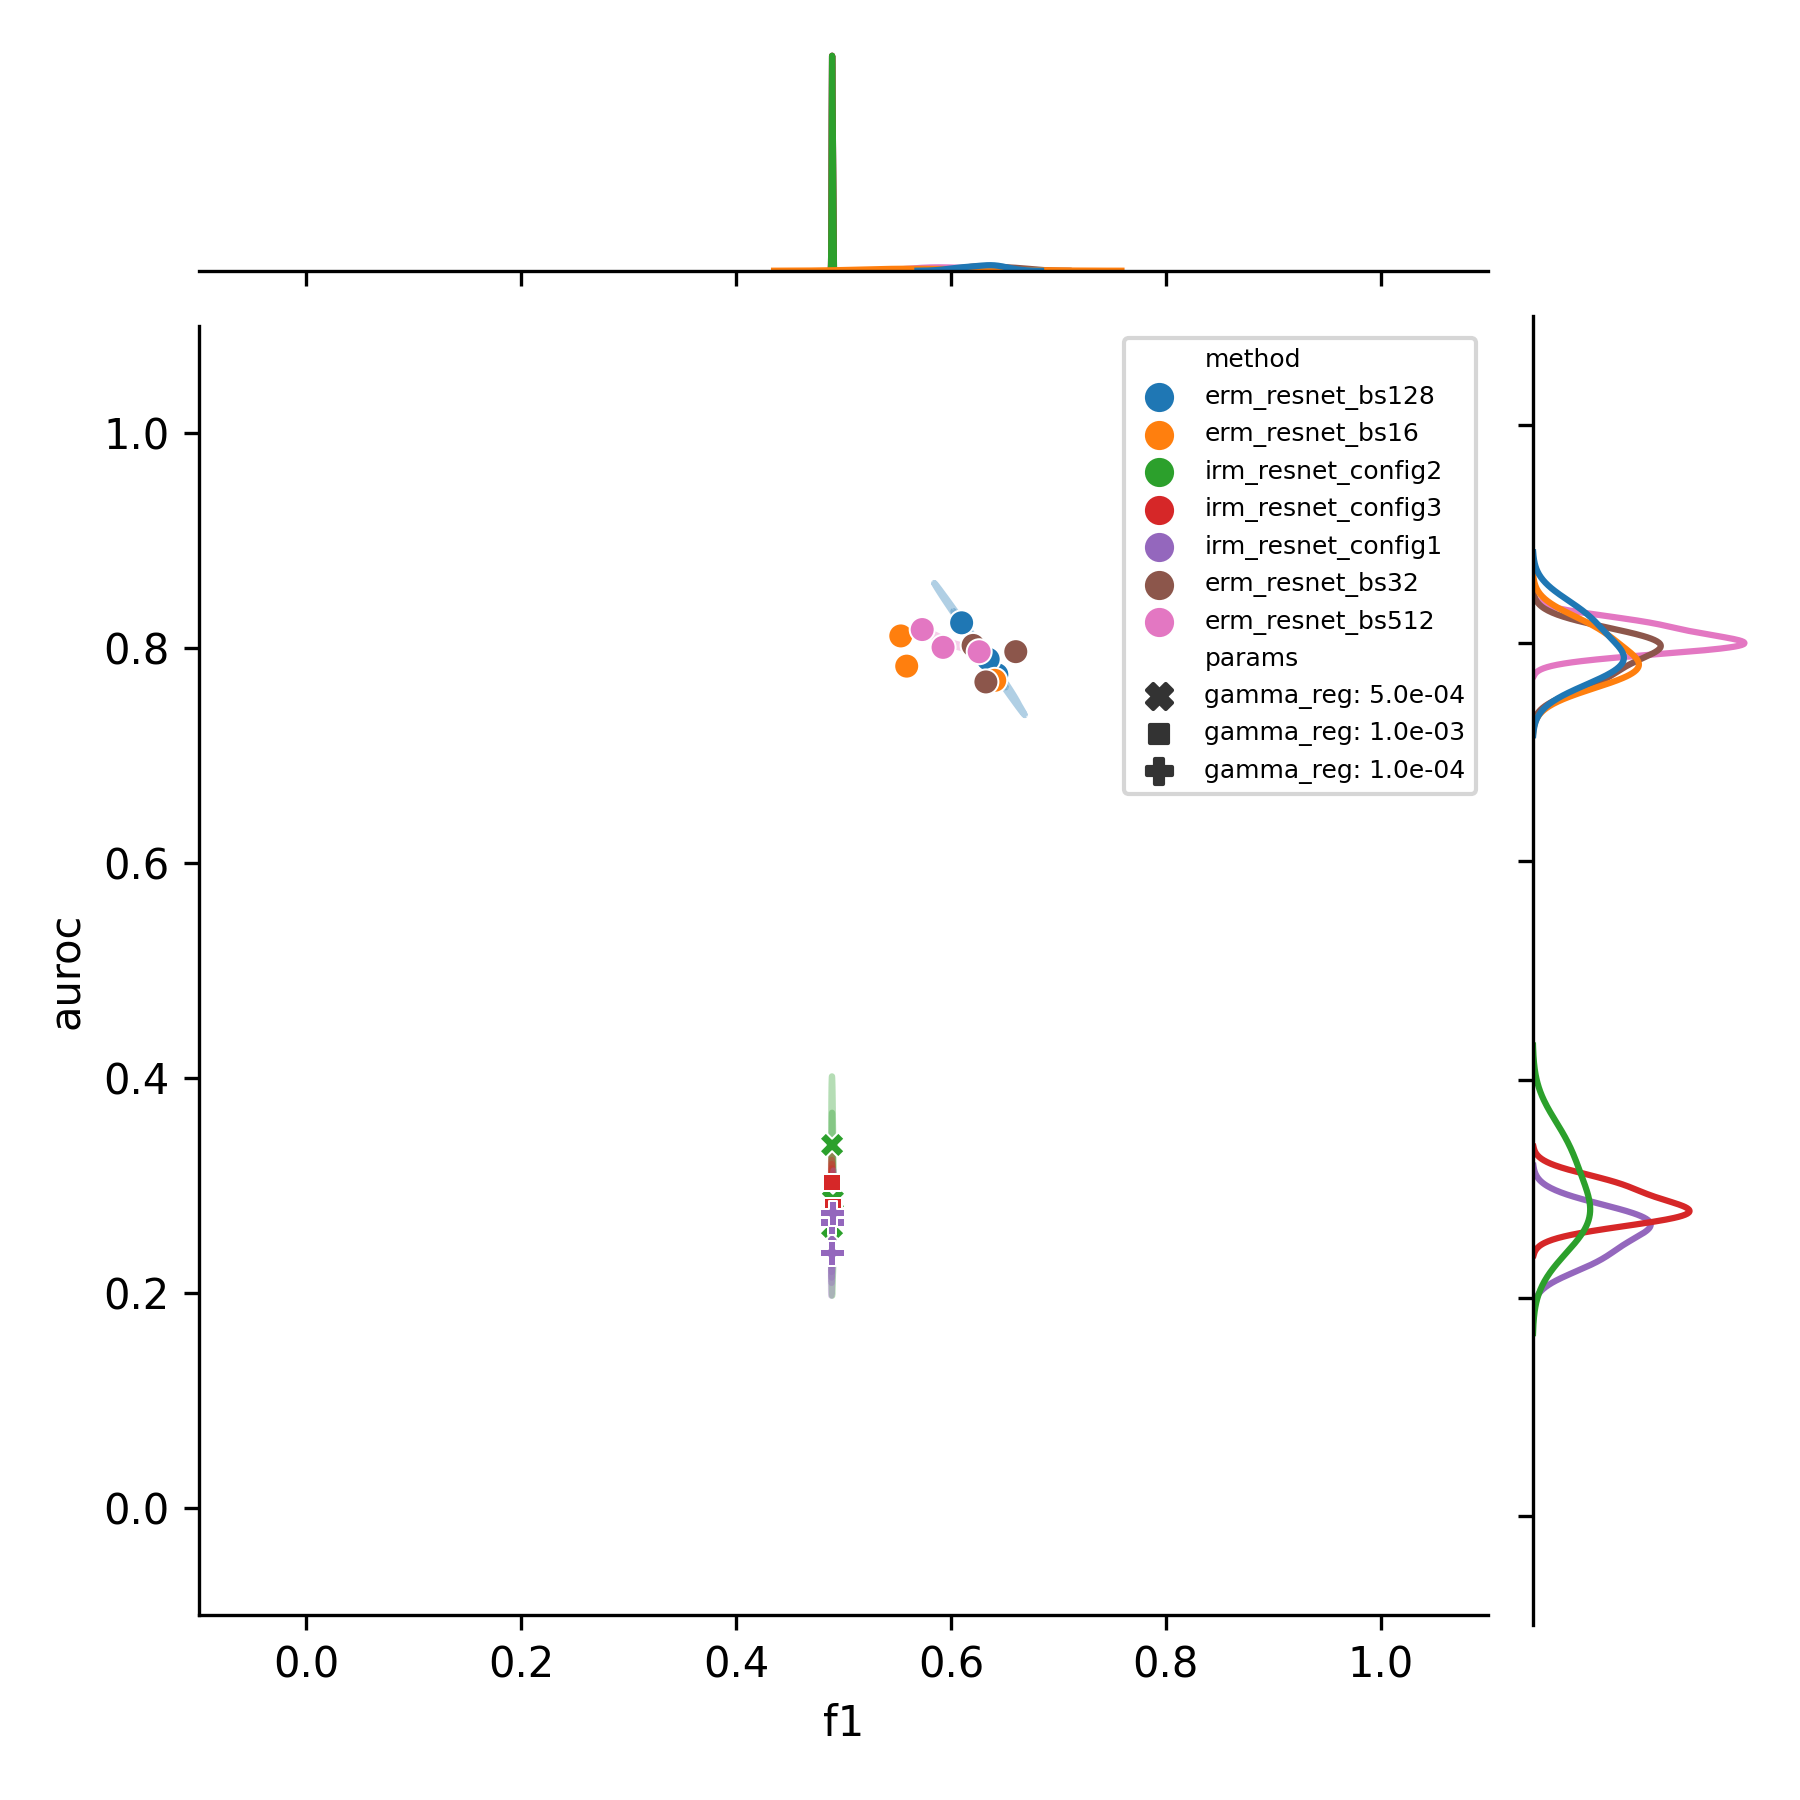 method
erm_resnet_bs128
erm_resnet_bs16
irm_resnet_config2
irm_resnet_config3
irm_resnet_config1
erm_resnet_bs32
erm_resnet_bs512
params
gamma_reg: 5.0e-04
gamma_reg: 1.0e-03
gamma_reg: 1.0e-04
1.0
0.8
0.6
0.4
0.2
0.0
auroc
0.0 0.2 0.4 0.6 0.8 1.0
f1